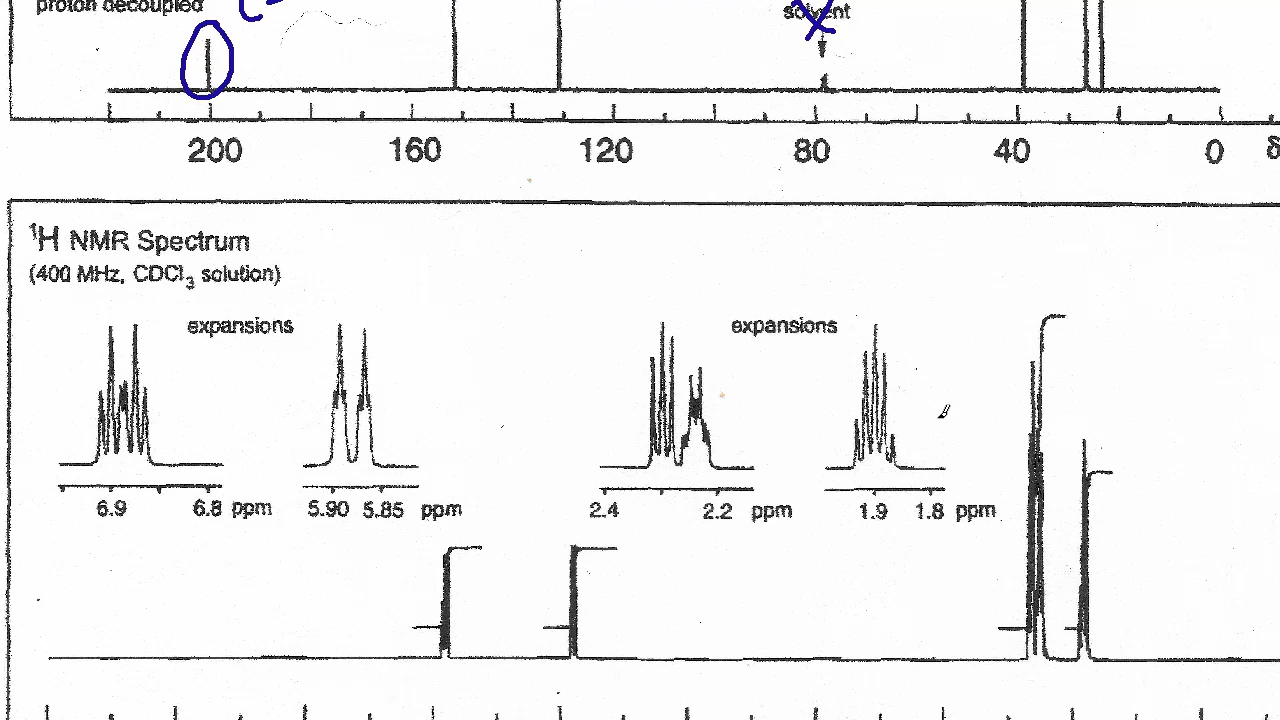 proton decoupled
solvent
200 160 120 80 40 0 δ
¹H NMR Spectrum
(400 MHz, CDCl₃ solution)
expansions expansions
6.9 6.8 ppm 5.90 5.85 ppm 2.4 2.2 ppm 1.9 1.8 ppm